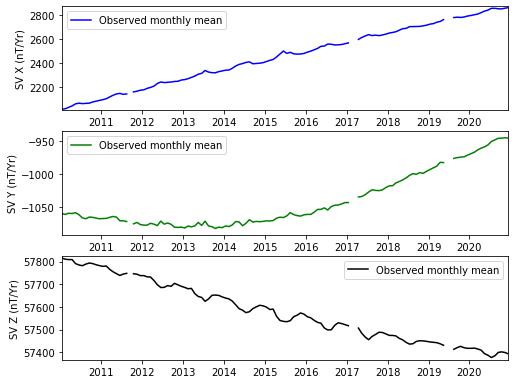 2800
2600
2400
2200
SV X (nT/Yr)
Observed monthly mean
2011 2012 2013 2014 2015 2016 2017 2018 2019 2020
−950
−1000
−1050
SV Y (nT/Yr)
Observed monthly mean
2011 2012 2013 2014 2015 2016 2017 2018 2019 2020
57800
57700
57600
57500
57400
SV Z (nT/Yr)
Observed monthly mean
2011 2012 2013 2014 2015 2016 2017 2018 2019 2020